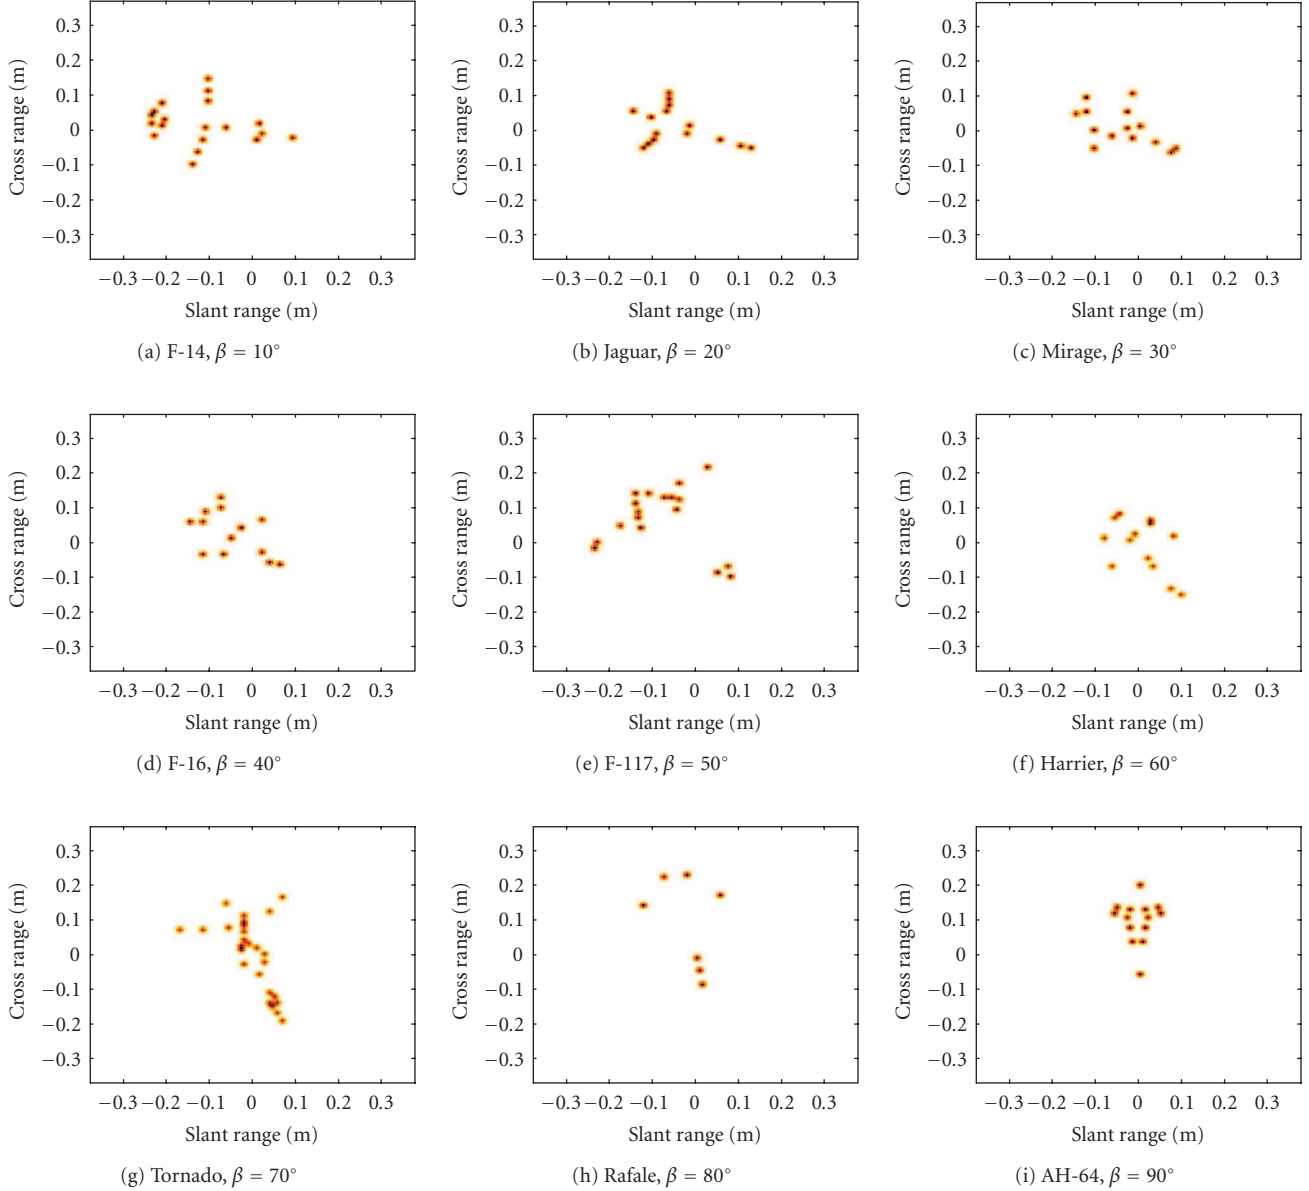 0.3
0.2
0.1
0
−0.1
−0.2
−0.3
Cross range (m)
−0.3 −0.2 −0.1 0 0.1 0.2 0.3
Slant range (m)
(a) F-14, β = 10°
0.3
0.2
0.1
0
−0.1
−0.2
−0.3
Cross range (m)
−0.3 −0.2 −0.1 0 0.1 0.2 0.3
Slant range (m)
(b) Jaguar, β = 20°
0.3
0.2
0.1
0
−0.1
−0.2
−0.3
Cross range (m)
−0.3 −0.2 −0.1 0 0.1 0.2 0.3
Slant range (m)
(c) Mirage, β = 30°
0.3
0.2
0.1
0
−0.1
−0.2
−0.3
Cross range (m)
−0.3 −0.2 −0.1 0 0.1 0.2 0.3
Slant range (m)
(d) F-16, β = 40°
0.3
0.2
0.1
0
−0.1
−0.2
−0.3
Cross range (m)
−0.3 −0.2 −0.1 0 0.1 0.2 0.3
Slant range (m)
(e) F-117, β = 50°
0.3
0.2
0.1
0
−0.1
−0.2
−0.3
Cross range (m)
−0.3 −0.2 −0.1 0 0.1 0.2 0.3
Slant range (m)
(f) Harrier, β = 60°
0.3
0.2
0.1
0
−0.1
−0.2
−0.3
Cross range (m)
−0.3 −0.2 −0.1 0 0.1 0.2 0.3
Slant range (m)
(g) Tornado, β = 70°
0.3
0.2
0.1
0
−0.1
−0.2
−0.3
Cross range (m)
−0.3 −0.2 −0.1 0 0.1 0.2 0.3
Slant range (m)
(h) Rafale, β = 80°
0.3
0.2
0.1
0
−0.1
−0.2
−0.3
Cross range (m)
−0.3 −0.2 −0.1 0 0.1 0.2 0.3
Slant range (m)
(i) AH-64, β = 90°